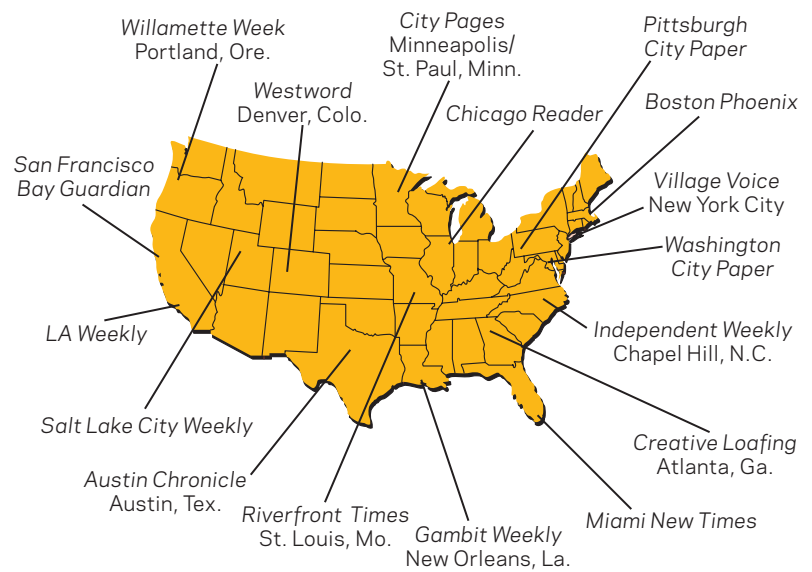 Willamette Week
Portland, Ore.
City Pages
Minneapolis/
St. Paul, Minn.
Pittsburgh
City Paper
Westword
Denver, Colo.
Chicago Reader
Boston Phoenix
San Francisco
Bay Guardian
Village Voice
New York City
Washington
City Paper
LA Weekly
Independent Weekly
Chapel Hill, N.C.
Salt Lake City Weekly
Creative Loafing
Atlanta, Ga.
Austin Chronicle
Austin, Tex.
Riverfront Times
St. Louis, Mo.
Gambit Weekly
New Orleans, La.
Miami New Times